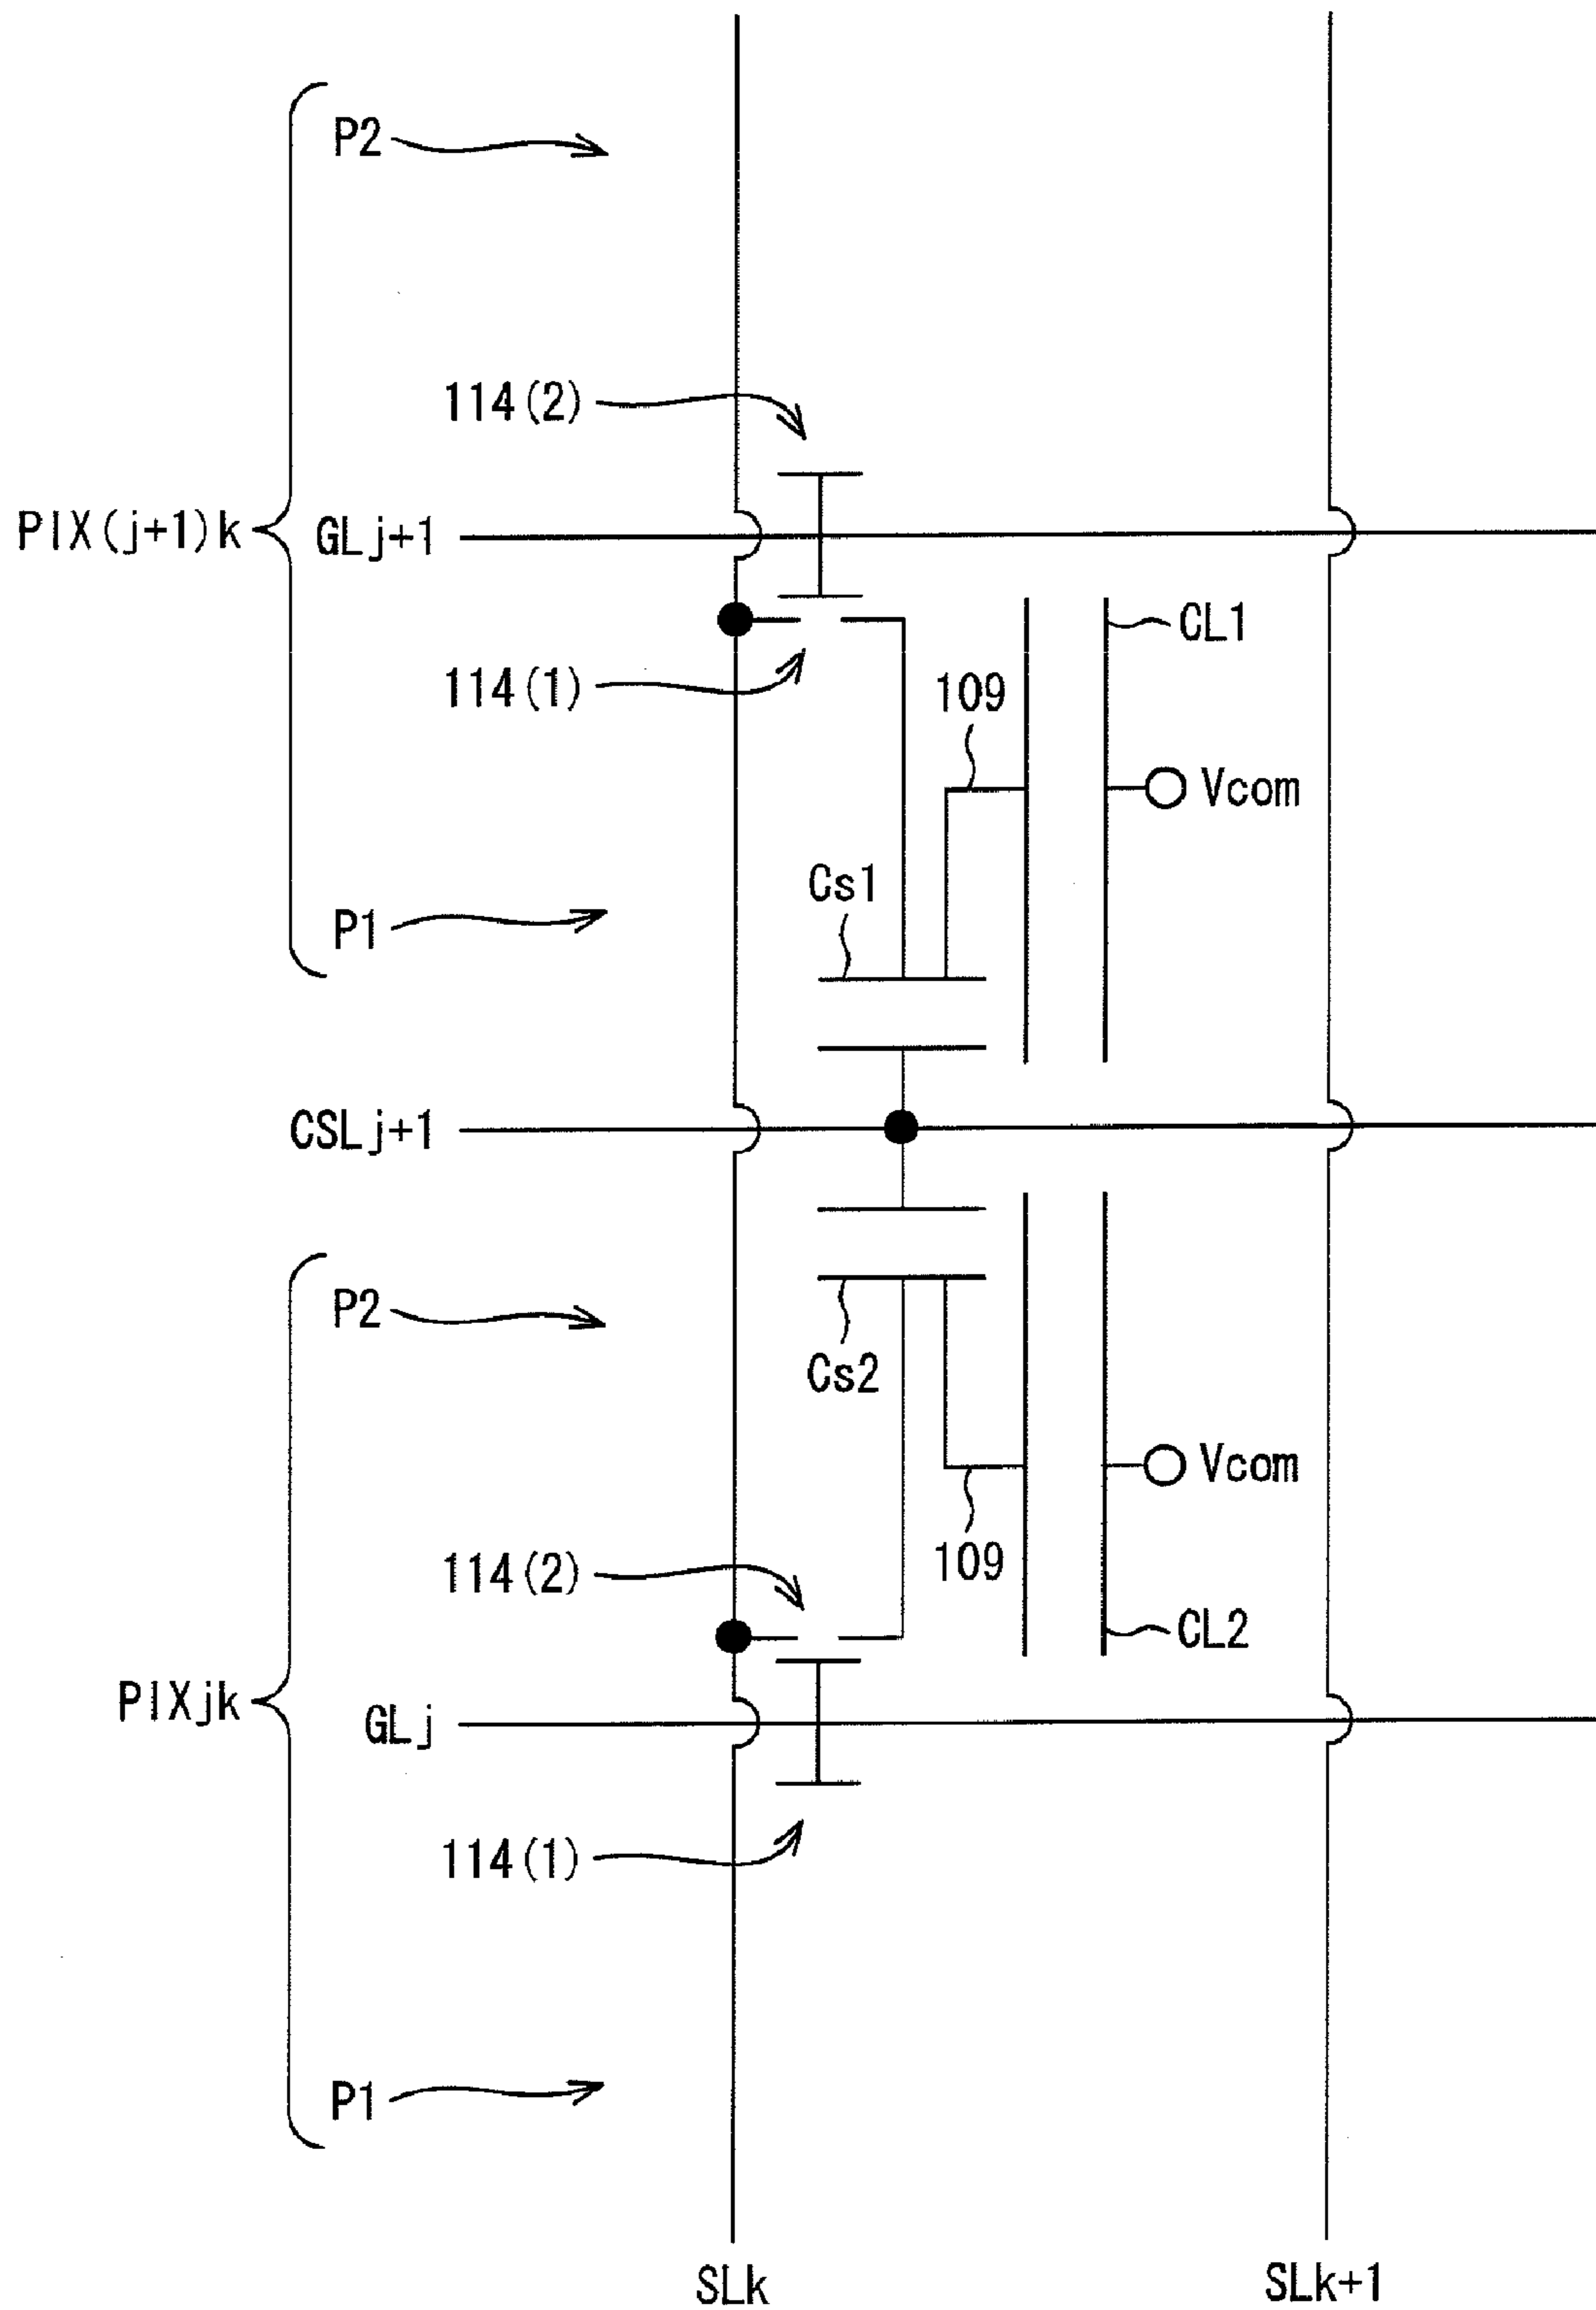 P2
114(2)
PIX(j+1)k
GLj+1
CL1
114(1)
109
Vcom
Cs1
P1
CSLj+1
P2
Cs2
Vcom
114(2)
109
CL2
PIXjk
GLj
114(1)
P1
SLk
SLk+1